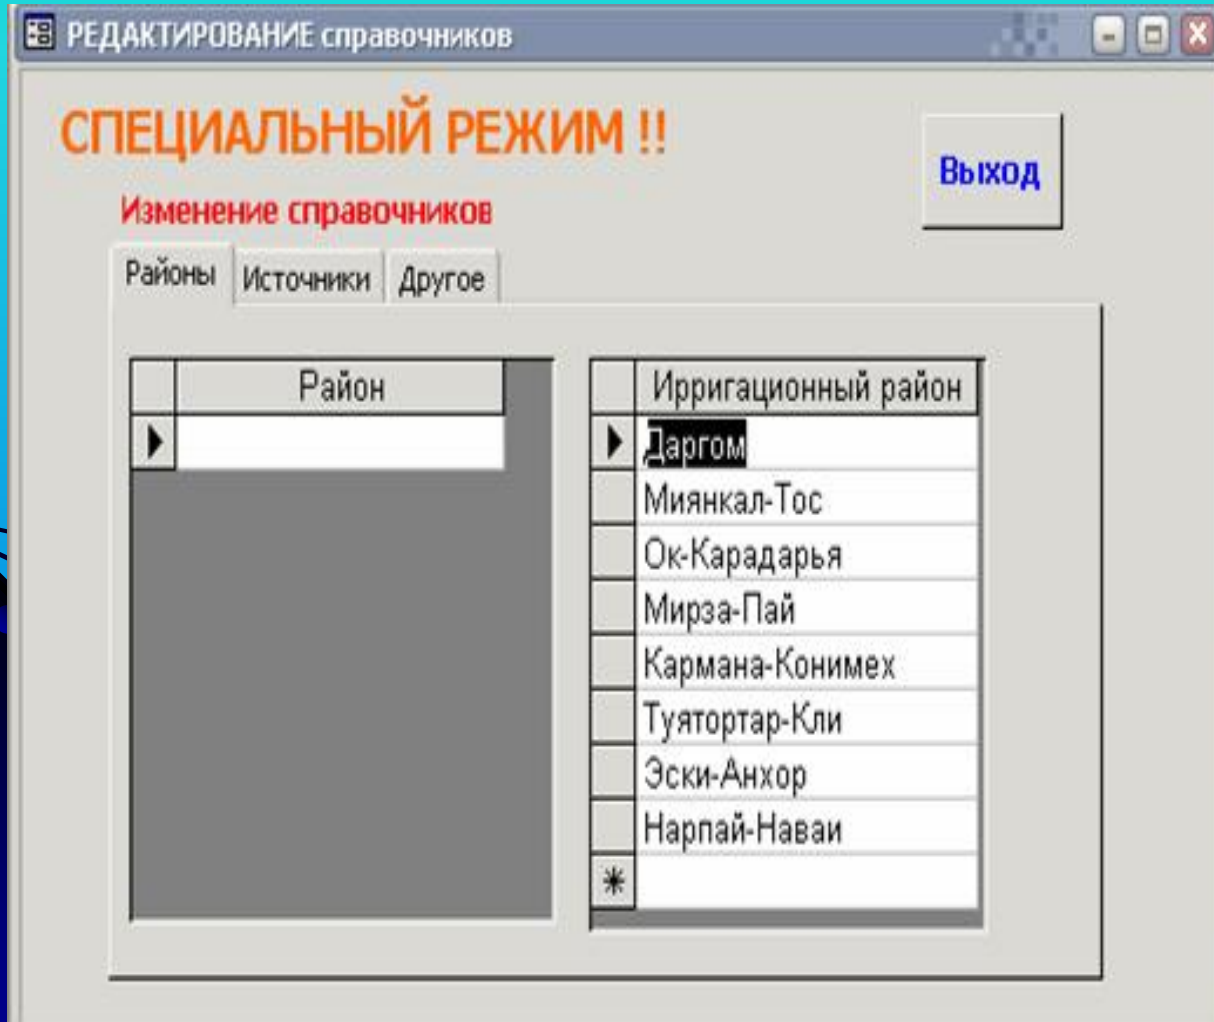 РЕДАКТИРОВАНИЕ справочников
СПЕЦИАЛЬНЫЙ РЕЖИМ !!
Выход
Изменение справочников
Районы Источники Другое
Район
Ирригационный район
Даргом
Миянкал-Тос
Ок-Карадарья
Мирза-Пай
Кармана-Конимех
Туятортар-Кли
Эски-Анхор
Нарпай-Наваи